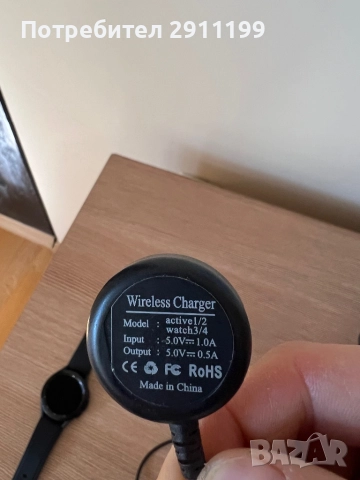 Потребител 2911199
Wireless Charger
Model : active1/2
watch3/4
Input : 5.0V⎓1.0A
Output : 5.0V⎓0.5A
CE FC RoHS
Made in China
BAZAR